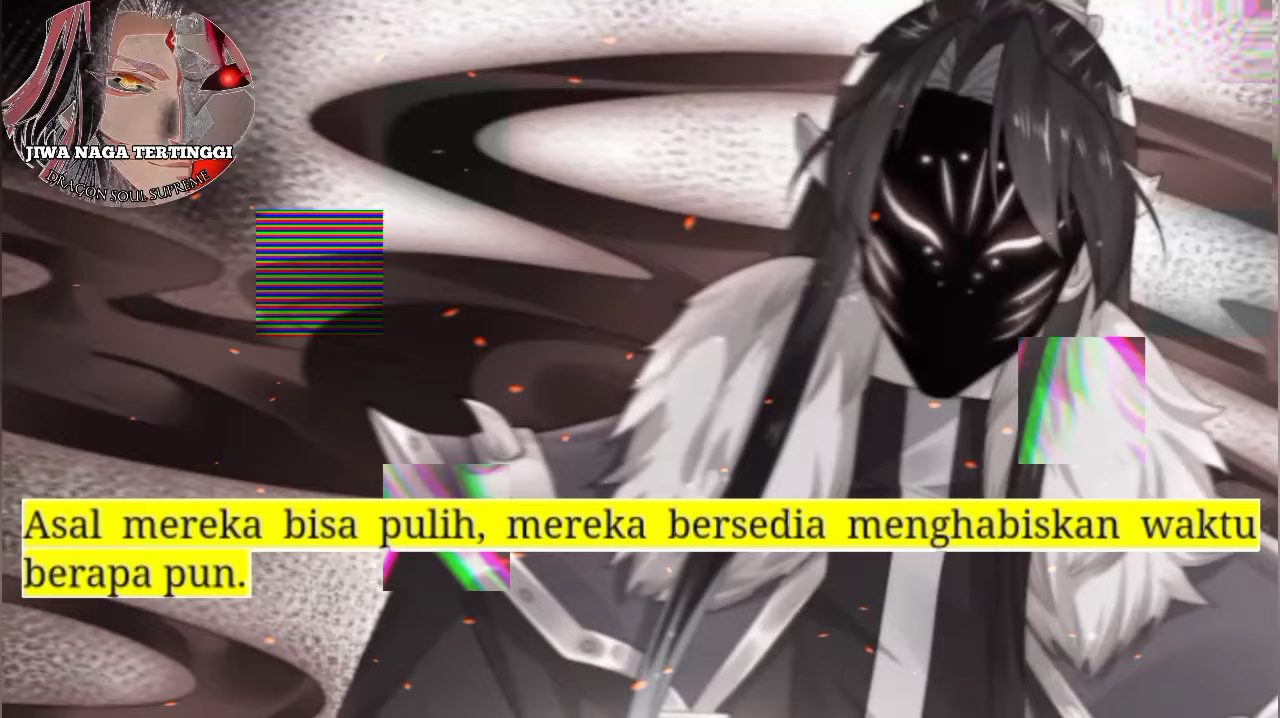 JIWA NAGA TERTINGGI
DRAGON SOUL SUPREME
Asal mereka bisa pulih, mereka bersedia menghabiskan waktu
berapa pun.